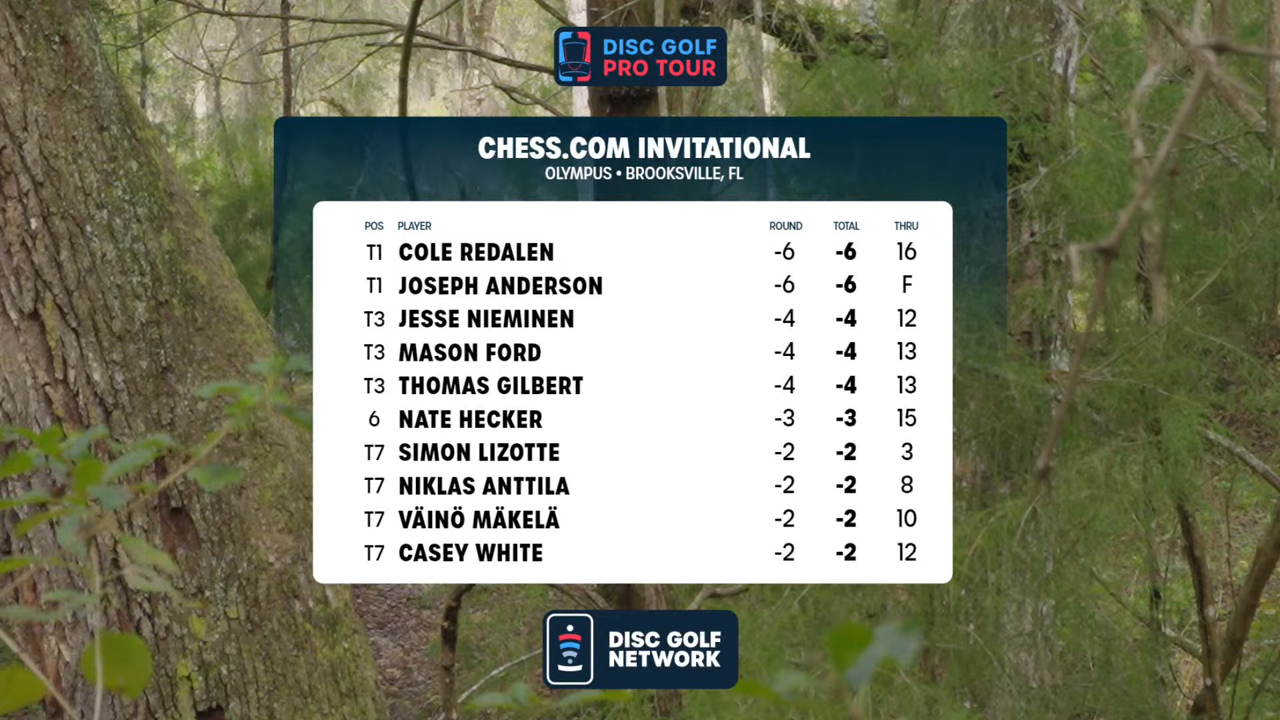 DISC GOLF
PRO TOUR
CHESS.COM INVITATIONAL
OLYMPUS • BROOKSVILLE, FL
POS PLAYER ROUND TOTAL THRU
T1 COLE REDALEN -6 -6 16
T1 JOSEPH ANDERSON -6 -6 F
T3 JESSE NIEMINEN -4 -4 12
T3 MASON FORD -4 -4 13
T3 THOMAS GILBERT -4 -4 13
6 NATE HECKER -3 -3 15
T7 SIMON LIZOTTE -2 -2 3
T7 NIKLAS ANTTILA -2 -2 8
T7 VÄINÖ MÄKELÄ -2 -2 10
T7 CASEY WHITE -2 -2 12
DISC GOLF
NETWORK